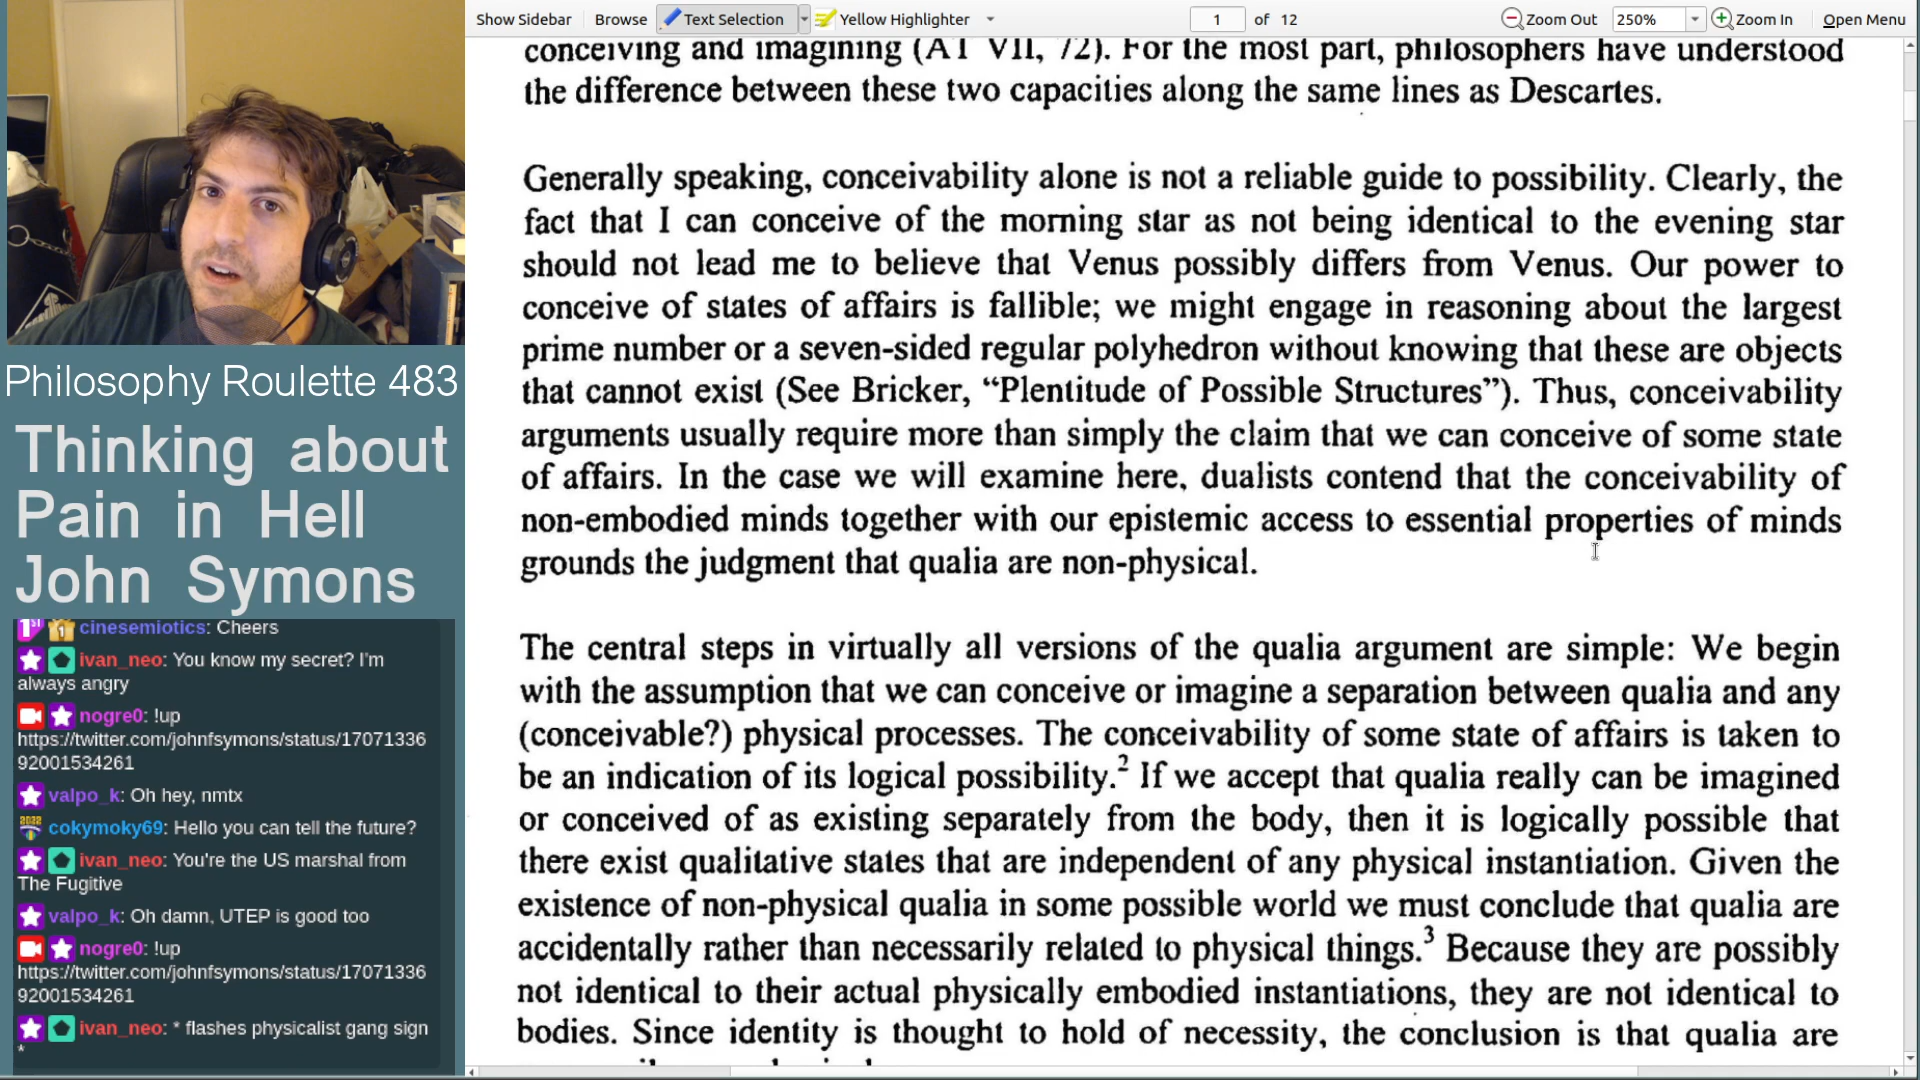 Show Sidebar Browse Text Selection Yellow Highlighter 1 of 12 Zoom Out 250% Zoom In Open Menu
conceiving and imagining (AT VII, 72). For the most part, philosophers have understood
the difference between these two capacities along the same lines as Descartes.
Generally speaking, conceivability alone is not a reliable guide to possibility. Clearly, the
fact that I can conceive of the morning star as not being identical to the evening star
should not lead me to believe that Venus possibly differs from Venus. Our power to
conceive of states of affairs is fallible; we might engage in reasoning about the largest
prime number or a seven-sided regular polyhedron without knowing that these are objects
that cannot exist (See Bricker, “Plentitude of Possible Structures”). Thus, conceivability
arguments usually require more than simply the claim that we can conceive of some state
of affairs. In the case we will examine here, dualists contend that the conceivability of
non-embodied minds together with our epistemic access to essential properties of minds
grounds the judgment that qualia are non-physical.
The central steps in virtually all versions of the qualia argument are simple: We begin
with the assumption that we can conceive or imagine a separation between qualia and any
(conceivable?) physical processes. The conceivability of some state of affairs is taken to
be an indication of its logical possibility.2 If we accept that qualia really can be imagined
or conceived of as existing separately from the body, then it is logically possible that
there exist qualitative states that are independent of any physical instantiation. Given the
existence of non-physical qualia in some possible world we must conclude that qualia are
accidentally rather than necessarily related to physical things.3 Because they are possibly
not identical to their actual physically embodied instantiations, they are not identical to
bodies. Since identity is thought to hold of necessity, the conclusion is that qualia are
Philosophy Roulette 483
Thinking about
Pain in Hell
John Symons
cinesemiotics: Cheers
ivan_neo: You know my secret? I'm
always angry
nogre0: !up
https://twitter.com/johnfsymons/status/17071336
92001534261
valpo_k: Oh hey, nmtx
cokymoky69: Hello you can tell the future?
ivan_neo: You're the US marshal from
The Fugitive
valpo_k: Oh damn, UTEP is good too
nogre0: !up
https://twitter.com/johnfsymons/status/17071336
92001534261
ivan_neo: * flashes physicalist gang sign
*